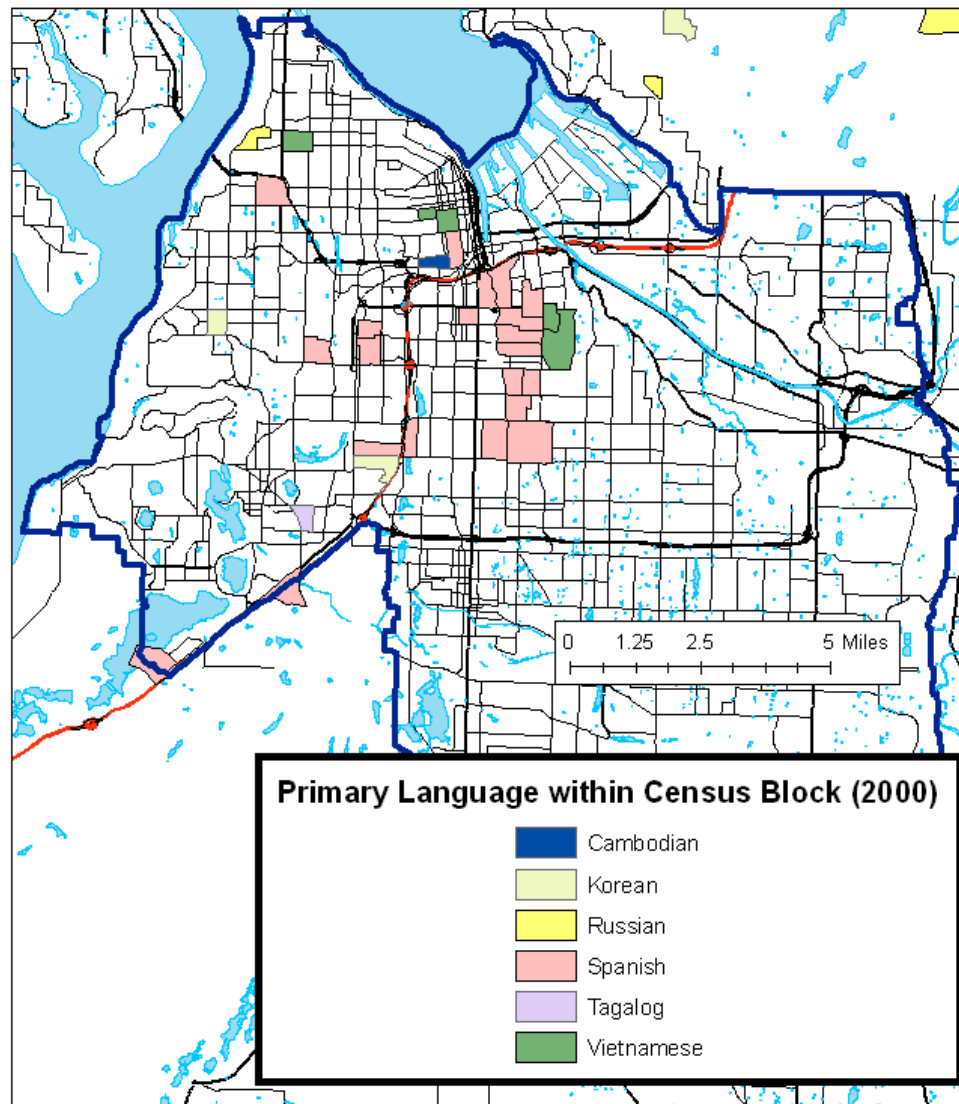 0 1.25 2.5 5 Miles
Primary Language within Census Block (2000)
Cambodian
Korean
Russian
Spanish
Tagalog
Vietnamese